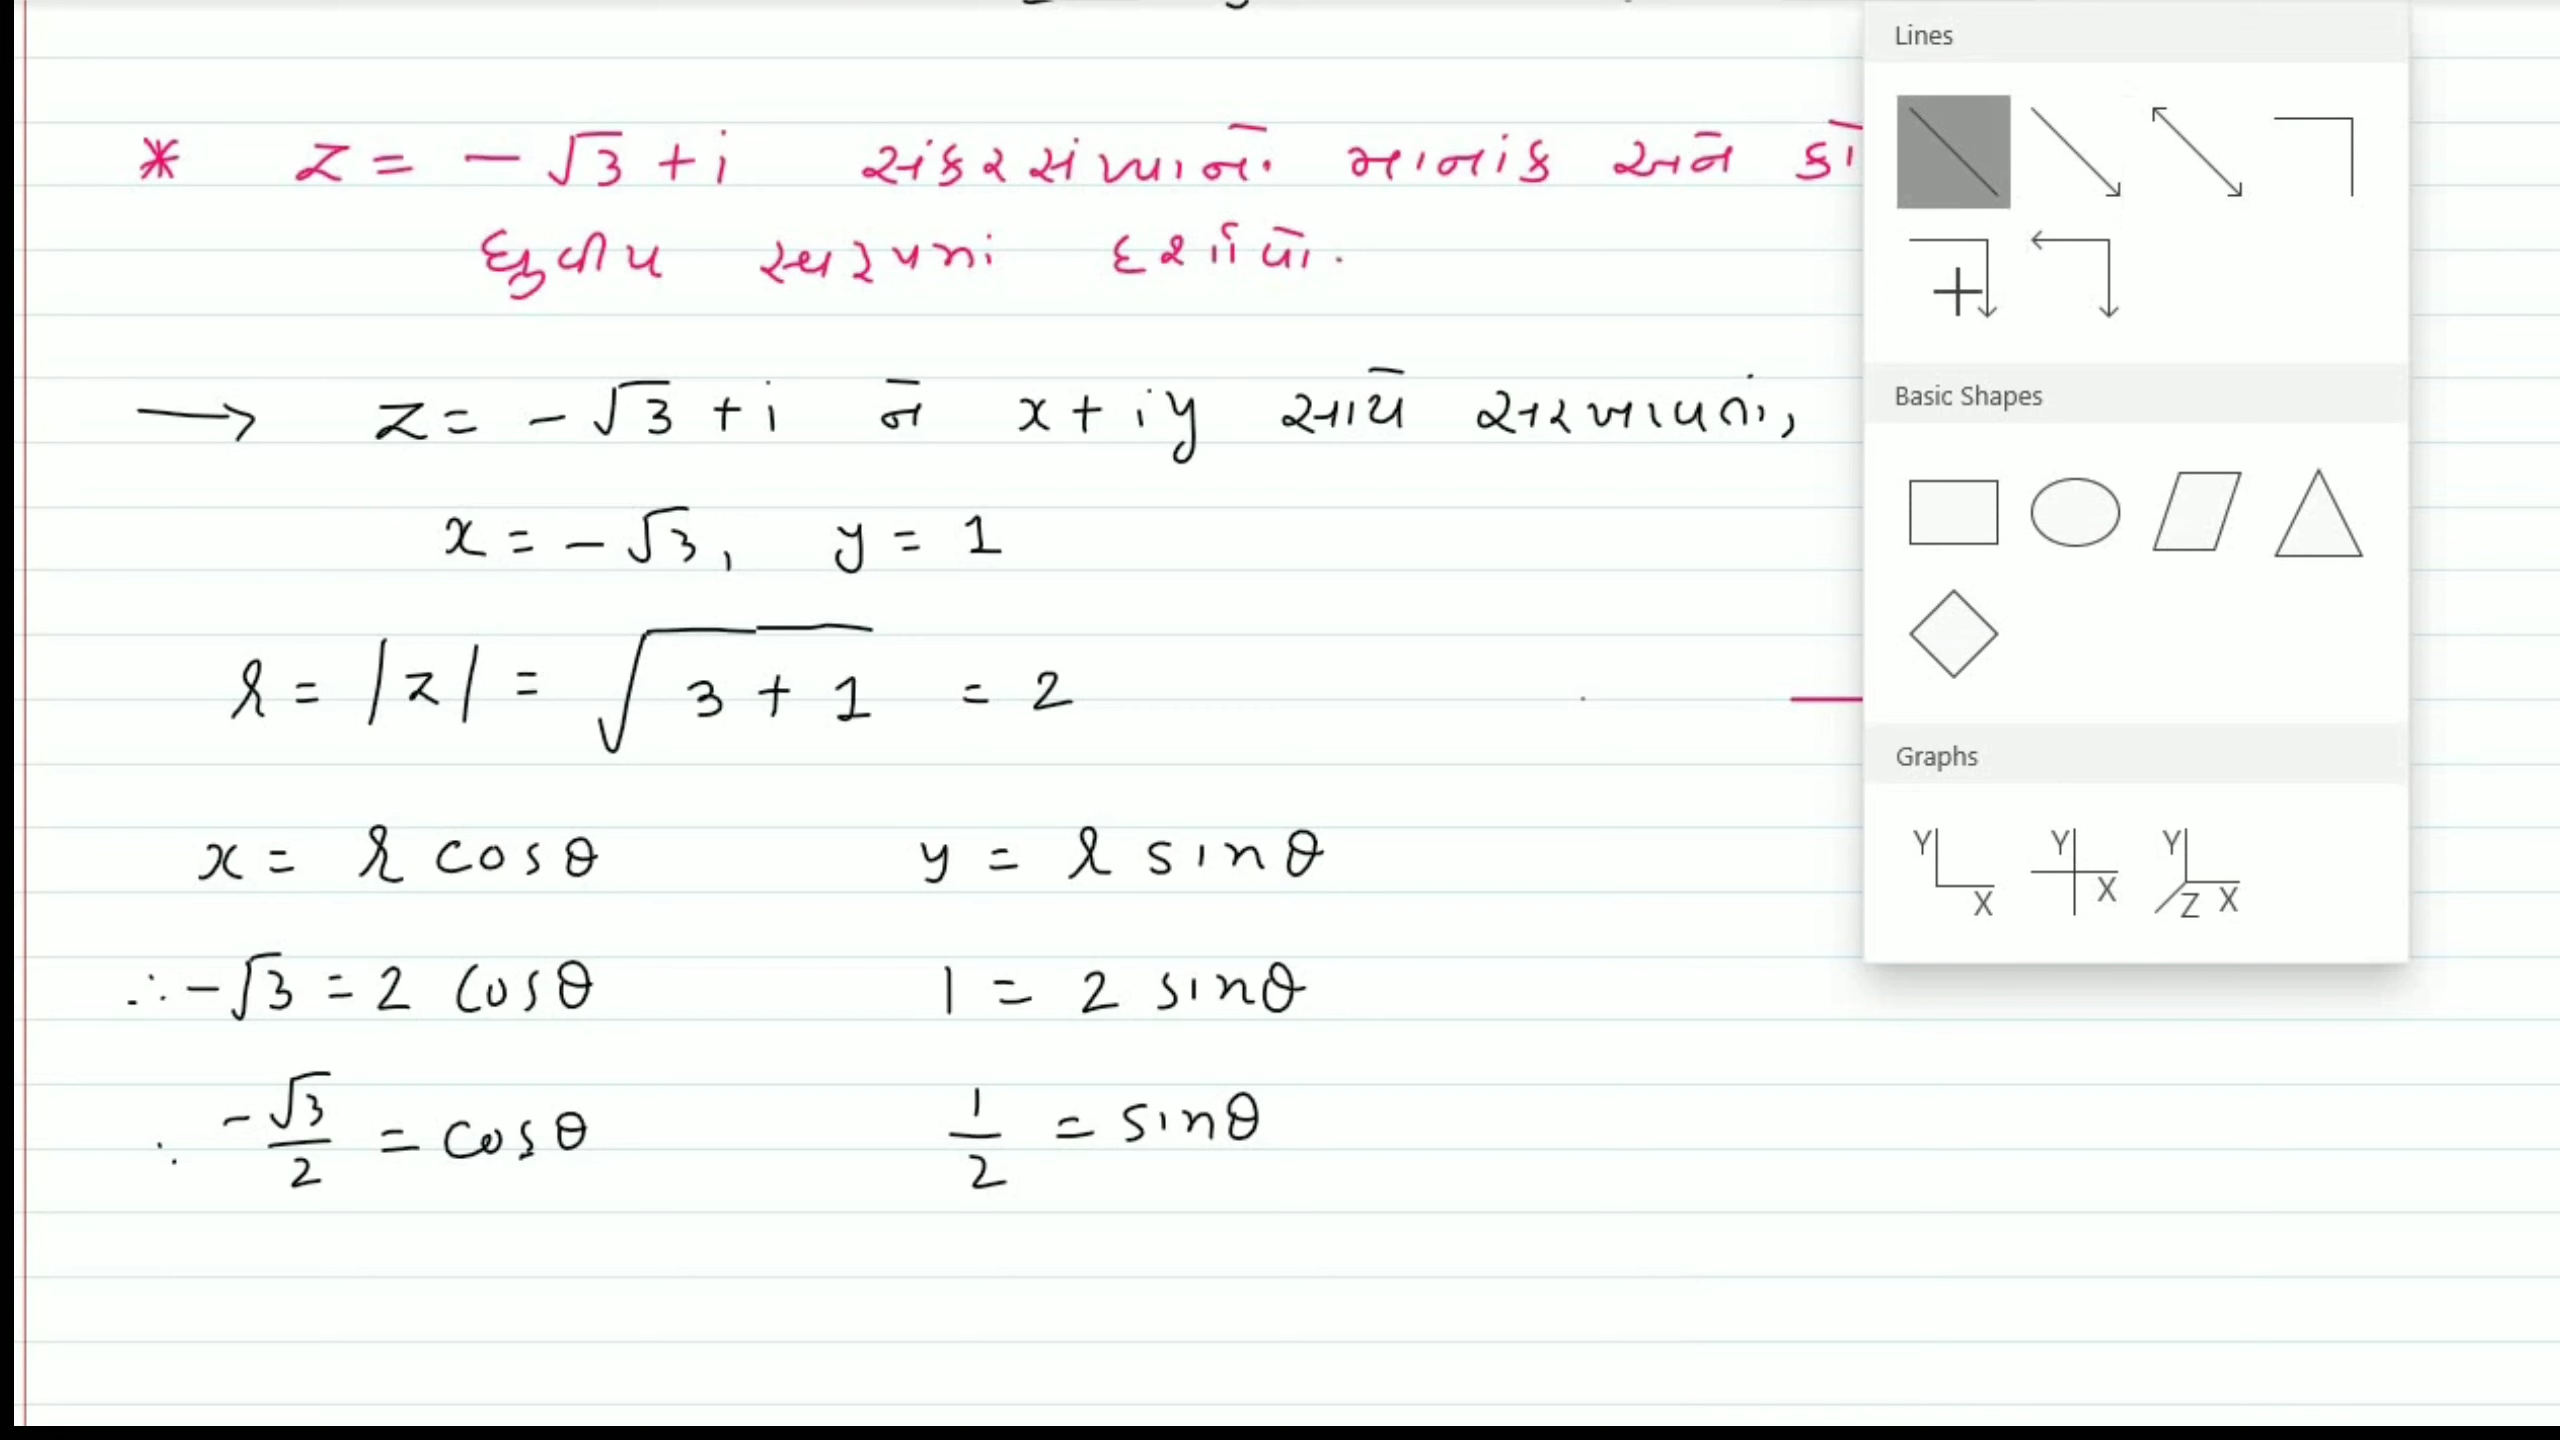 * z = -√3 + i સંકર સંખ્યાનો માનાંક અને
ધ્રુવીય સ્વરૂપમાં દર્શાવો.
→ z = -√3 + i ને x + iy સાથે સરખાવતાં,
x = -√3, y = 1
r = |z| = √(3 + 1) = 2
x = r cosθ y = r sinθ
∴ -√3 = 2 cosθ 1 = 2 sinθ
∴ -√3/2 = cosθ 1/2 = sinθ
Lines
Basic Shapes
Graphs
Y X Y X Y Z X